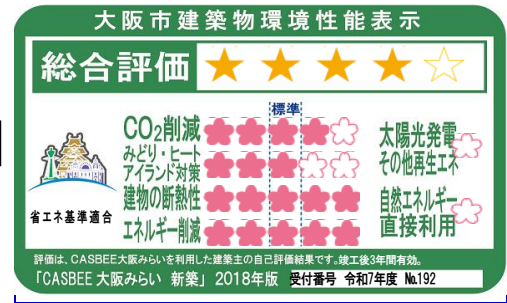 大阪市建築物環境性能表示
総合評価
標準
CO₂削減
みどり・ヒート
アイランド対策
建物の断熱性
エネルギー削減
太陽光発電
その他再生エネ
自然エネルギー
直接利用
省エネ基準適合
評価は、CASBEE大阪みらいを利用した建築主の自己評価結果です。竣工後3年間有効。
「CASBEE大阪みらい 新築」2018年版 受付番号 令和7年度 №192